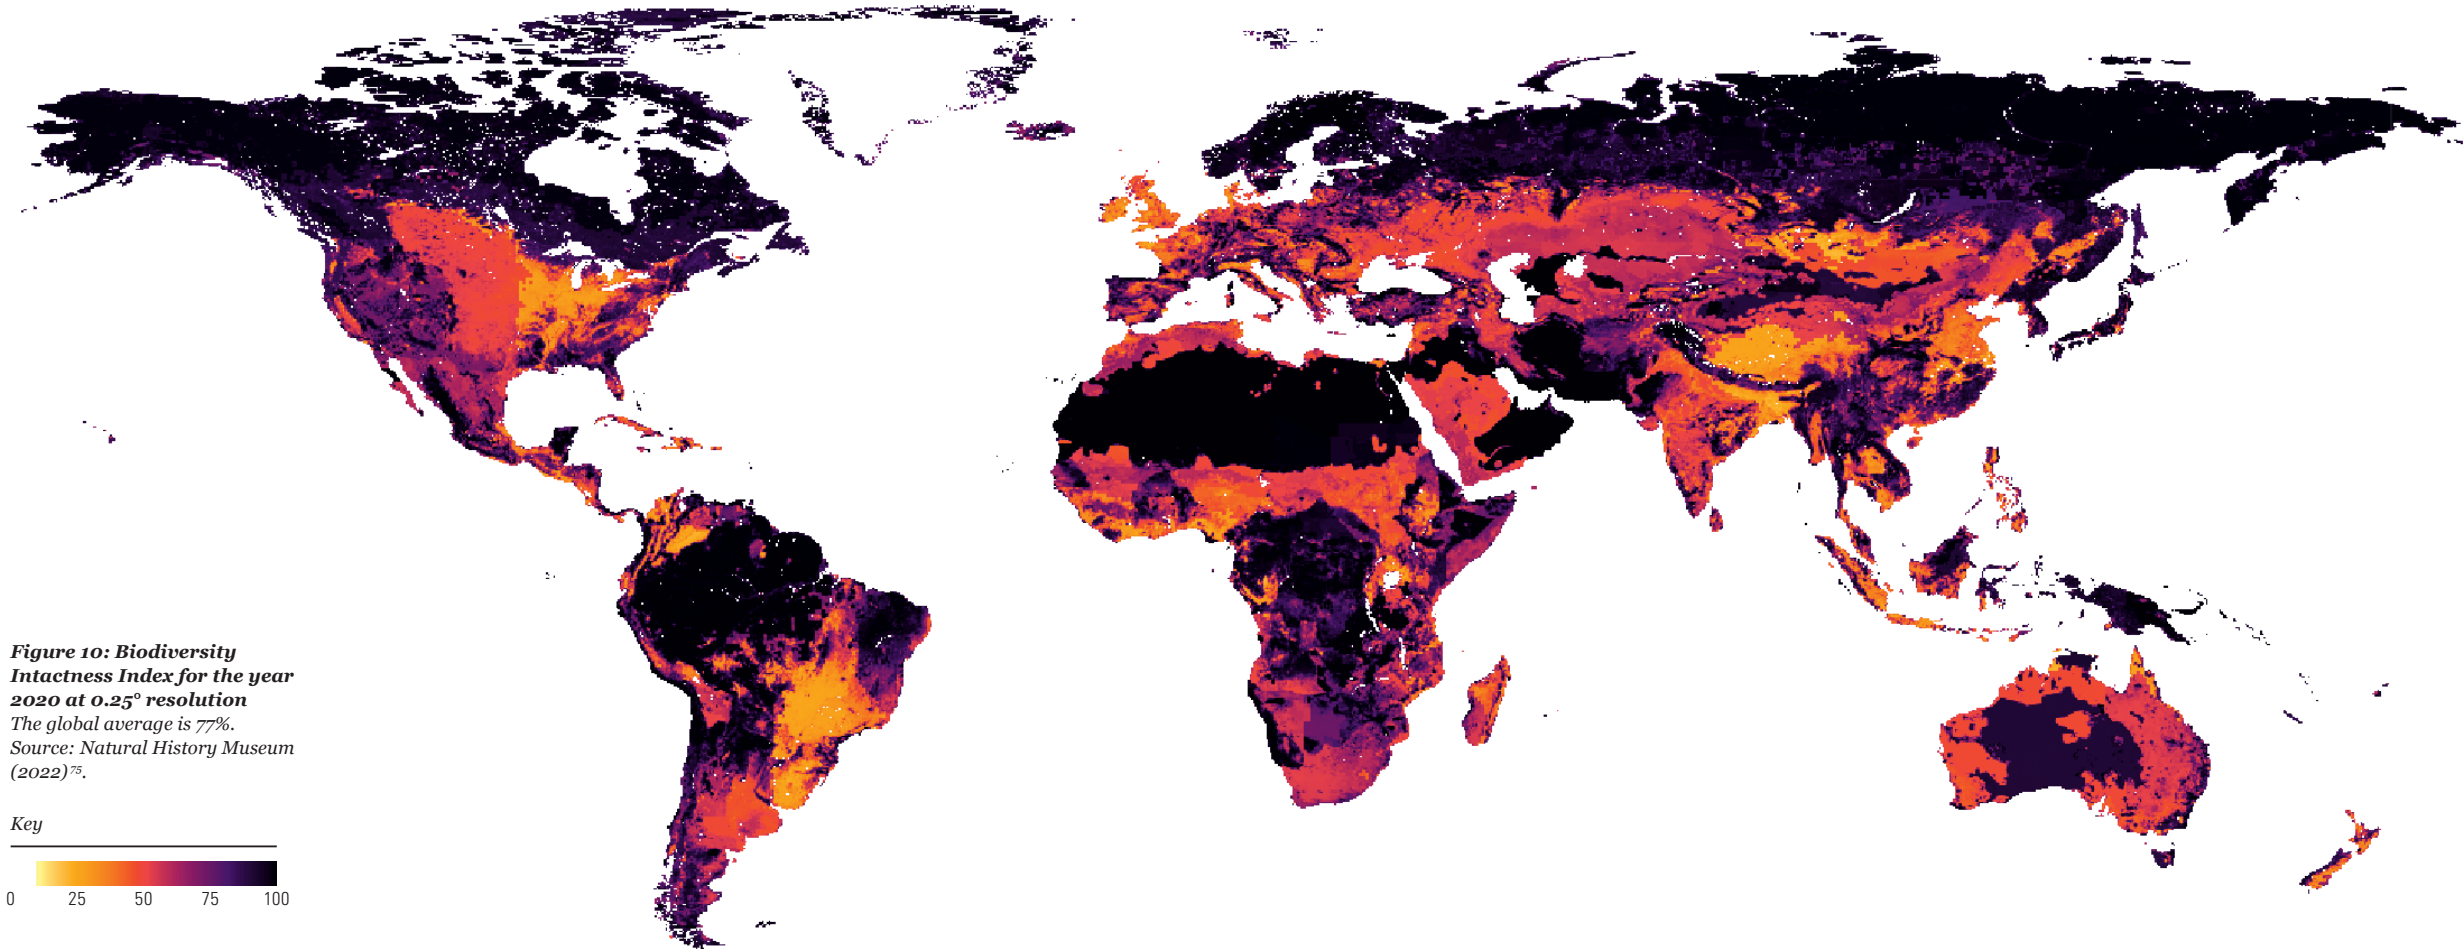 Figure 10: Biodiversity
Intactness Index for the year
2020 at 0.25° resolution
The global average is 77%.
Source: Natural History Museum
(2022)⁷⁵.
Key
0 25 50 75 100